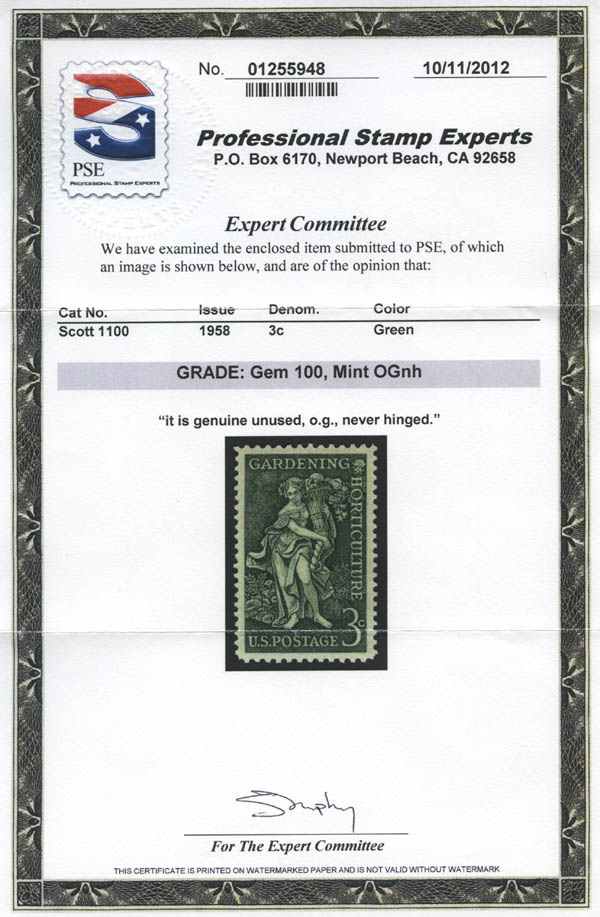 No. 01255948 10/11/2012
PSE
PROFESSIONAL STAMP EXPERTS
Professional Stamp Experts
P.O. Box 6170, Newport Beach, CA 92658
Expert Committee
We have examined the enclosed item submitted to PSE, of which
an image is shown below, and are of the opinion that:
Cat No. Issue Denom. Color
Scott 1100 1958 3c Green
GRADE: Gem 100, Mint OGnh
“it is genuine unused, o.g., never hinged.”
GARDENING
HORTICULTURE
3c
U.S.POSTAGE
For The Expert Committee
THIS CERTIFICATE IS PRINTED ON WATERMARKED PAPER AND IS NOT VALID WITHOUT WATERMARK